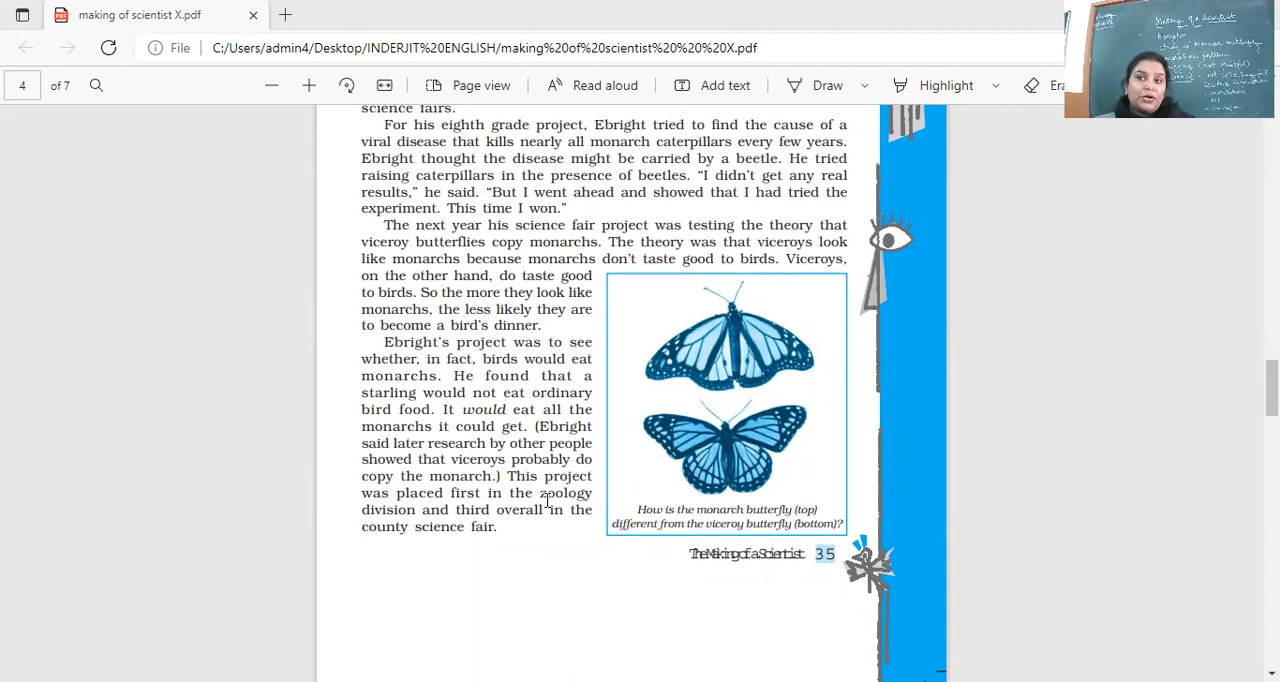 making of scientist X.pdf
File C:/Users/admin4/Desktop/INDERJIT%20ENGLISH/making%20of%20scientist%20%20%20X.pdf
4 of 7 Page view Read aloud Add text Draw Highlight Era
Making of a Scientist
Ebright
science fairs.
For his eighth grade project, Ebright tried to find the cause of a
viral disease that kills nearly all monarch caterpillars every few years.
Ebright thought the disease might be carried by a beetle. He tried
raising caterpillars in the presence of beetles. “I didn’t get any real
results,” he said. “But I went ahead and showed that I had tried the
experiment. This time I won.”
The next year his science fair project was testing the theory that
viceroy butterflies copy monarchs. The theory was that viceroys look
like monarchs because monarchs don’t taste good to birds. Viceroys,
on the other hand, do taste good
to birds. So the more they look like
monarchs, the less likely they are
to become a bird’s dinner.
Ebright’s project was to see
whether, in fact, birds would eat
monarchs. He found that a
starling would not eat ordinary
bird food. It would eat all the
monarchs it could get. (Ebright
said later research by other people
showed that viceroys probably do
copy the monarch.) This project
was placed first in the zoology
division and third overall in the
county science fair.
How is the monarch butterfly (top)
different from the viceroy butterfly (bottom)?
The Making of a Scientist 35